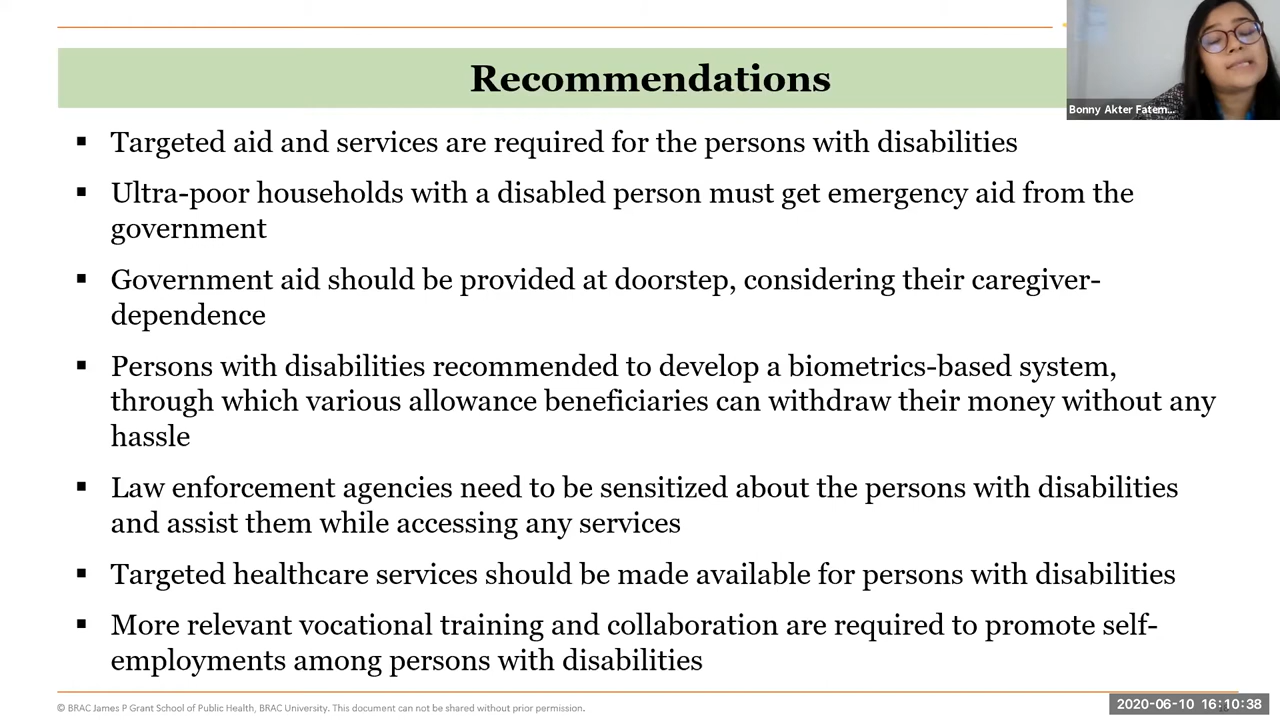 Recommendations
Bonny Akter Fatem...
▪ Targeted aid and services are required for the persons with disabilities
▪ Ultra-poor households with a disabled person must get emergency aid from the
government
▪ Government aid should be provided at doorstep, considering their caregiver-
dependence
▪ Persons with disabilities recommended to develop a biometrics-based system,
through which various allowance beneficiaries can withdraw their money without any
hassle
▪ Law enforcement agencies need to be sensitized about the persons with disabilities
and assist them while accessing any services
▪ Targeted healthcare services should be made available for persons with disabilities
▪ More relevant vocational training and collaboration are required to promote self-
employments among persons with disabilities
© BRAC James P Grant School of Public Health, BRAC University. This document can not be shared without prior permission.
2020-06-10 16:10:38